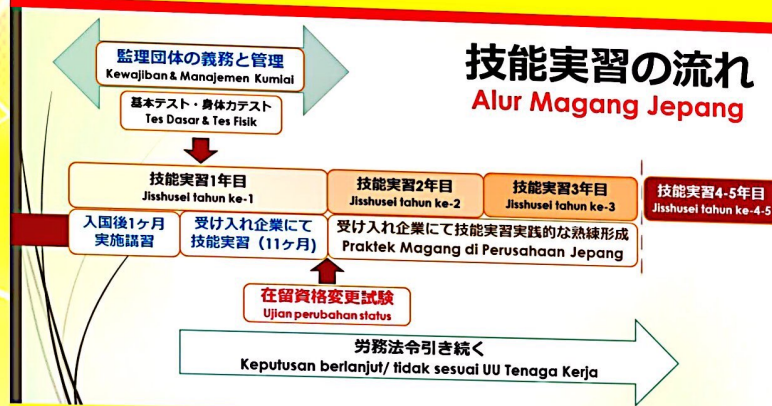 監理団体の義務と管理
Kewajiban & Manajemen Kumiai
技能実習の流れ
Alur Magang Jepang
基本テスト・身体力テスト
Tes Dasar & Tes Fisik
技能実習1年目
Jisshusei tahun ke-1
技能実習2年目
Jisshusei tahun ke-2
技能実習3年目
Jisshusei tahun ke-3
技能実習4-5年目
Jisshusei tahun ke-4-5
入国後1ヶ月
実施講習
受け入れ企業にて
技能実習（11ヶ月)
受け入れ企業にて技能実習実践的な熟練形成
Praktek Magang di Perusahaan Jepang
在留資格変更試験
Ujian perubahan status
労務法令引き続く
Keputusan berlanjut/ tidak sesuai UU Tenaga Kerja